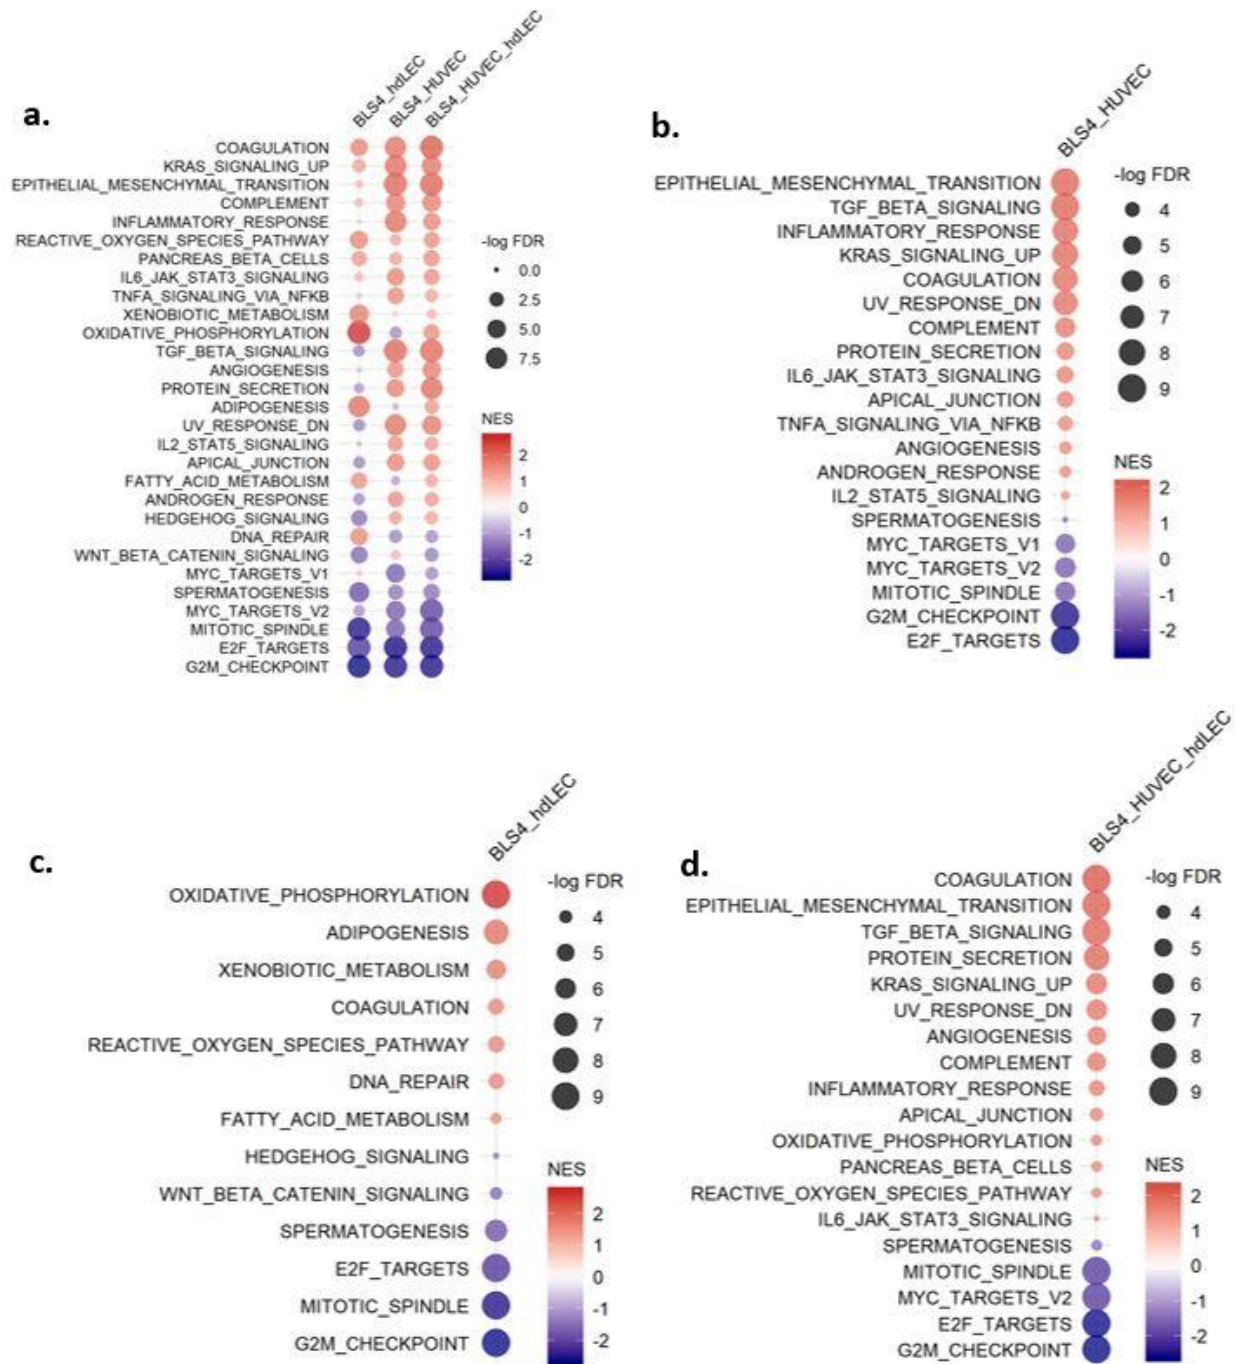 a.
BLS4_hdLEC
BLS4_HUVEC
BLS4_HUVEC_hdLEC
COAGULATION
KRAS_SIGNALING_UP
EPITHELIAL_MESENCHYMAL_TRANSITION
COMPLEMENT
INFLAMMATORY_RESPONSE
REACTIVE_OXYGEN_SPECIES_PATHWAY
PANCREAS_BETA_CELLS
IL6_JAK_STAT3_SIGNALING
TNFA_SIGNALING_VIA_NFKB
XENOBIOTIC_METABOLISM
OXIDATIVE_PHOSPHORYLATION
TGF_BETA_SIGNALING
ANGIOGENESIS
PROTEIN_SECRETION
ADIPOGENESIS
UV_RESPONSE_DN
IL2_STAT5_SIGNALING
APICAL_JUNCTION
FATTY_ACID_METABOLISM
ANDROGEN_RESPONSE
HEDGEHOG_SIGNALING
DNA_REPAIR
WNT_BETA_CATENIN_SIGNALING
MYC_TARGETS_V1
SPERMATOGENESIS
MYC_TARGETS_V2
MITOTIC_SPINDLE
E2F_TARGETS
G2M_CHECKPOINT
-log FDR
0.0
2.5
5.0
7.5
NES
2
1
0
-1
-2
b.
BLS4_HUVEC
EPITHELIAL_MESENCHYMAL_TRANSITION
TGF_BETA_SIGNALING
INFLAMMATORY_RESPONSE
KRAS_SIGNALING_UP
COAGULATION
UV_RESPONSE_DN
COMPLEMENT
PROTEIN_SECRETION
IL6_JAK_STAT3_SIGNALING
APICAL_JUNCTION
TNFA_SIGNALING_VIA_NFKB
ANGIOGENESIS
ANDROGEN_RESPONSE
IL2_STAT5_SIGNALING
SPERMATOGENESIS
MYC_TARGETS_V1
MYC_TARGETS_V2
MITOTIC_SPINDLE
G2M_CHECKPOINT
E2F_TARGETS
-log FDR
4
5
6
7
8
9
NES
2
1
0
-1
-2
c.
BLS4_hdLEC
OXIDATIVE_PHOSPHORYLATION
ADIPOGENESIS
XENOBIOTIC_METABOLISM
COAGULATION
REACTIVE_OXYGEN_SPECIES_PATHWAY
DNA_REPAIR
FATTY_ACID_METABOLISM
HEDGEHOG_SIGNALING
WNT_BETA_CATENIN_SIGNALING
SPERMATOGENESIS
E2F_TARGETS
MITOTIC_SPINDLE
G2M_CHECKPOINT
-log FDR
4
5
6
7
8
9
NES
2
1
0
-1
-2
d.
BLS4_HUVEC_hdLEC
COAGULATION
EPITHELIAL_MESENCHYMAL_TRANSITION
TGF_BETA_SIGNALING
PROTEIN_SECRETION
KRAS_SIGNALING_UP
UV_RESPONSE_DN
ANGIOGENESIS
COMPLEMENT
INFLAMMATORY_RESPONSE
APICAL_JUNCTION
OXIDATIVE_PHOSPHORYLATION
PANCREAS_BETA_CELLS
REACTIVE_OXYGEN_SPECIES_PATHWAY
IL6_JAK_STAT3_SIGNALING
SPERMATOGENESIS
MITOTIC_SPINDLE
MYC_TARGETS_V2
E2F_TARGETS
G2M_CHECKPOINT
-log FDR
4
5
6
7
8
9
NES
2
1
0
-1
-2